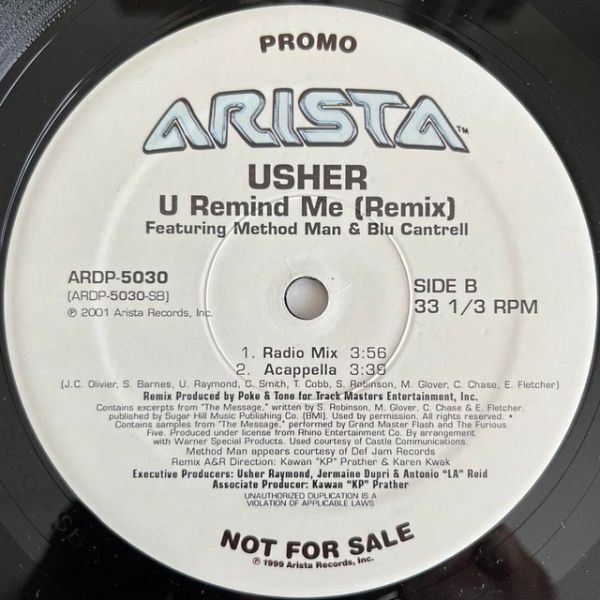 PROMO
ARISTA™
USHER
U Remind Me (Remix)
Featuring Method Man & Blu Cantrell
ARDP-5030
(ARDP-5030-SB)
℗ 2001 Arista Records, Inc.
SIDE B
33 1/3 RPM
1. Radio Mix 3:56
2. Acappella 3:39
(J.C. Olivier, S. Barnes, U. Raymond, C. Smith, T. Cobb, S. Robinson, M. Glover, C. Chase, E. Fletcher)
Remix Produced by Poke & Tone for Track Masters Entertainment, Inc.
Contains excerpts from "The Message," written by S. Robinson, M. Glover, C. Chase & E. Fletcher,
published by Sugar Hill Music Publishing Co. (BMI). Used by permission. All rights reserved. •
Contains samples from "The Message," performed by Grand Master Flash and The Furious
Five. Produced under license from Rhino Entertainment Co. By arrangement
with Warner Special Products. Used courtesy of Castle Communications.
Method Man appears courtesy of Def Jam Records
Remix A&R Direction: Kawan "KP" Prather & Karen Kwak
Executive Producers: Usher Raymond, Jermaine Dupri & Antonio "LA" Reid
Associate Producer: Kawan "KP" Prather
UNAUTHORIZED DUPLICATION IS A
VIOLATION OF APPLICABLE LAWS
NOT FOR SALE
℗ 1999 Arista Records, Inc.